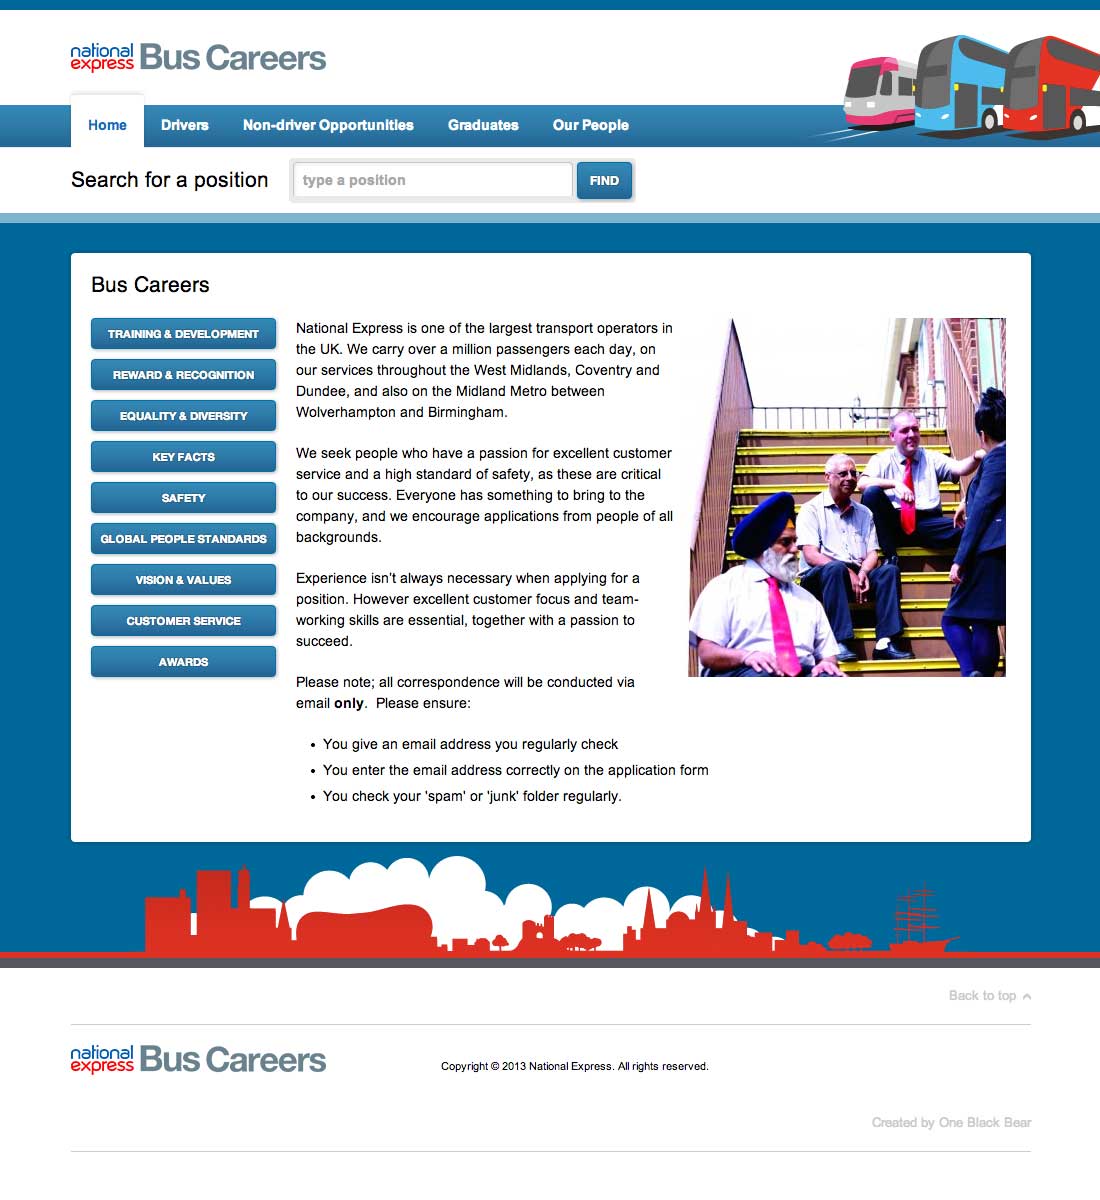 national
express Bus Careers
Home Drivers Non-driver Opportunities Graduates Our People
Search for a position type a position FIND
Bus Careers
TRAINING & DEVELOPMENT
REWARD & RECOGNITION
EQUALITY & DIVERSITY
KEY FACTS
SAFETY
GLOBAL PEOPLE STANDARDS
VISION & VALUES
CUSTOMER SERVICE
AWARDS
National Express is one of the largest transport operators in
the UK. We carry over a million passengers each day, on
our services throughout the West Midlands, Coventry and
Dundee, and also on the Midland Metro between
Wolverhampton and Birmingham.
We seek people who have a passion for excellent customer
service and a high standard of safety, as these are critical
to our success. Everyone has something to bring to the
company, and we encourage applications from people of all
backgrounds.
Experience isn't always necessary when applying for a
position. However excellent customer focus and team-
working skills are essential, together with a passion to
succeed.
Please note; all correspondence will be conducted via
email only. Please ensure:
• You give an email address you regularly check
• You enter the email address correctly on the application form
• You check your 'spam' or 'junk' folder regularly.
Back to top
national
express Bus Careers
Copyright © 2013 National Express. All rights reserved.
Created by One Black Bear